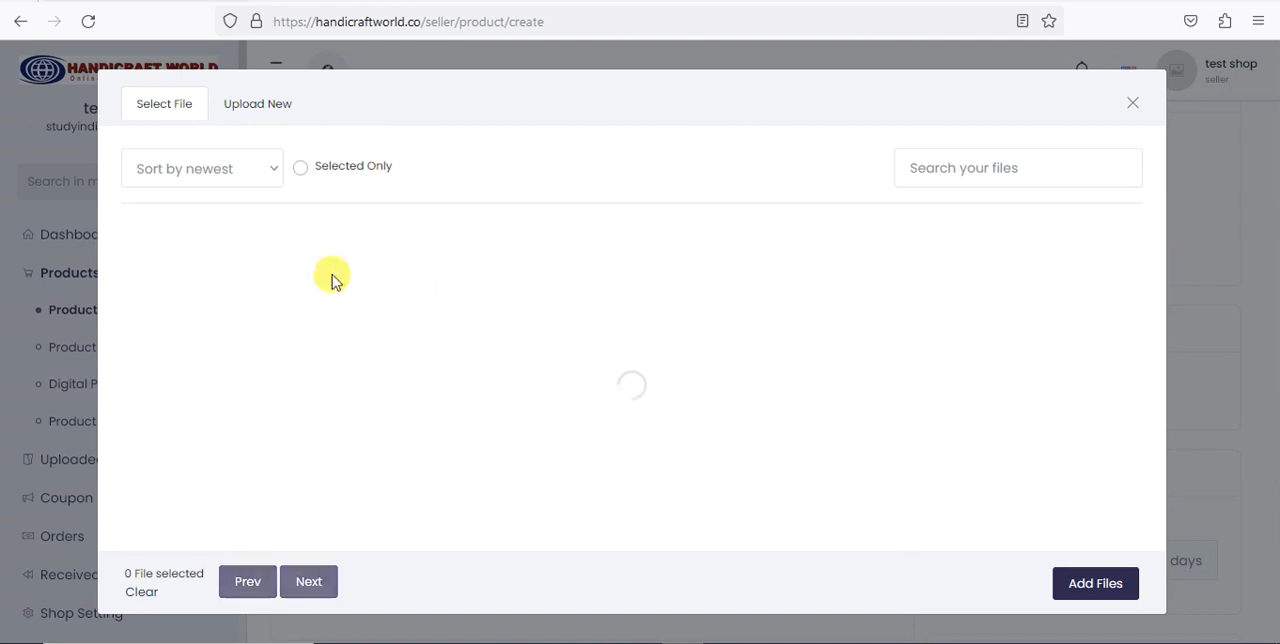 https://handicraftworld.co/seller/product/create
HANDICRAFT WORLD
test shop
seller
te
studyindi
Search in m
Dashboa
Products
Product
Product
Digital P
Product
Uploade
Coupon
Orders
Received
Shop Setting
Select File
Upload New
Sort by newest
Selected Only
Search your files
days
0 File selected
Clear
Prev
Next
Add Files